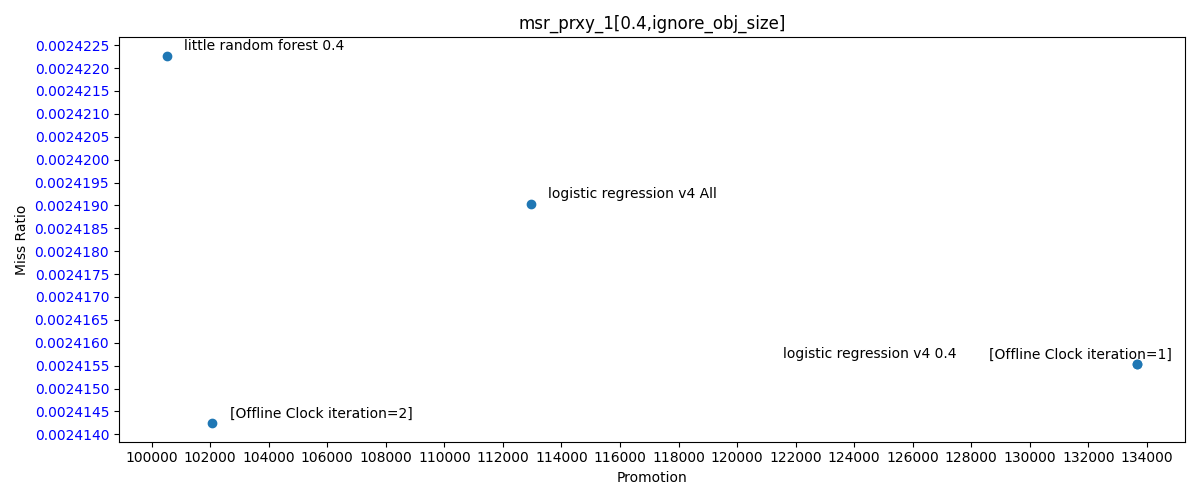 msr_prxy_1[0.4,ignore_obj_size]
Miss Ratio
0.0024225
0.0024220
0.0024215
0.0024210
0.0024205
0.0024200
0.0024195
0.0024190
0.0024185
0.0024180
0.0024175
0.0024170
0.0024165
0.0024160
0.0024155
0.0024150
0.0024145
0.0024140
little random forest 0.4
logistic regression v4 All
logistic regression v4 0.4
[Offline Clock iteration=1]
[Offline Clock iteration=2]
100000 102000 104000 106000 108000 110000 112000 114000 116000 118000 120000 122000 124000 126000 128000 130000 132000 134000
Promotion